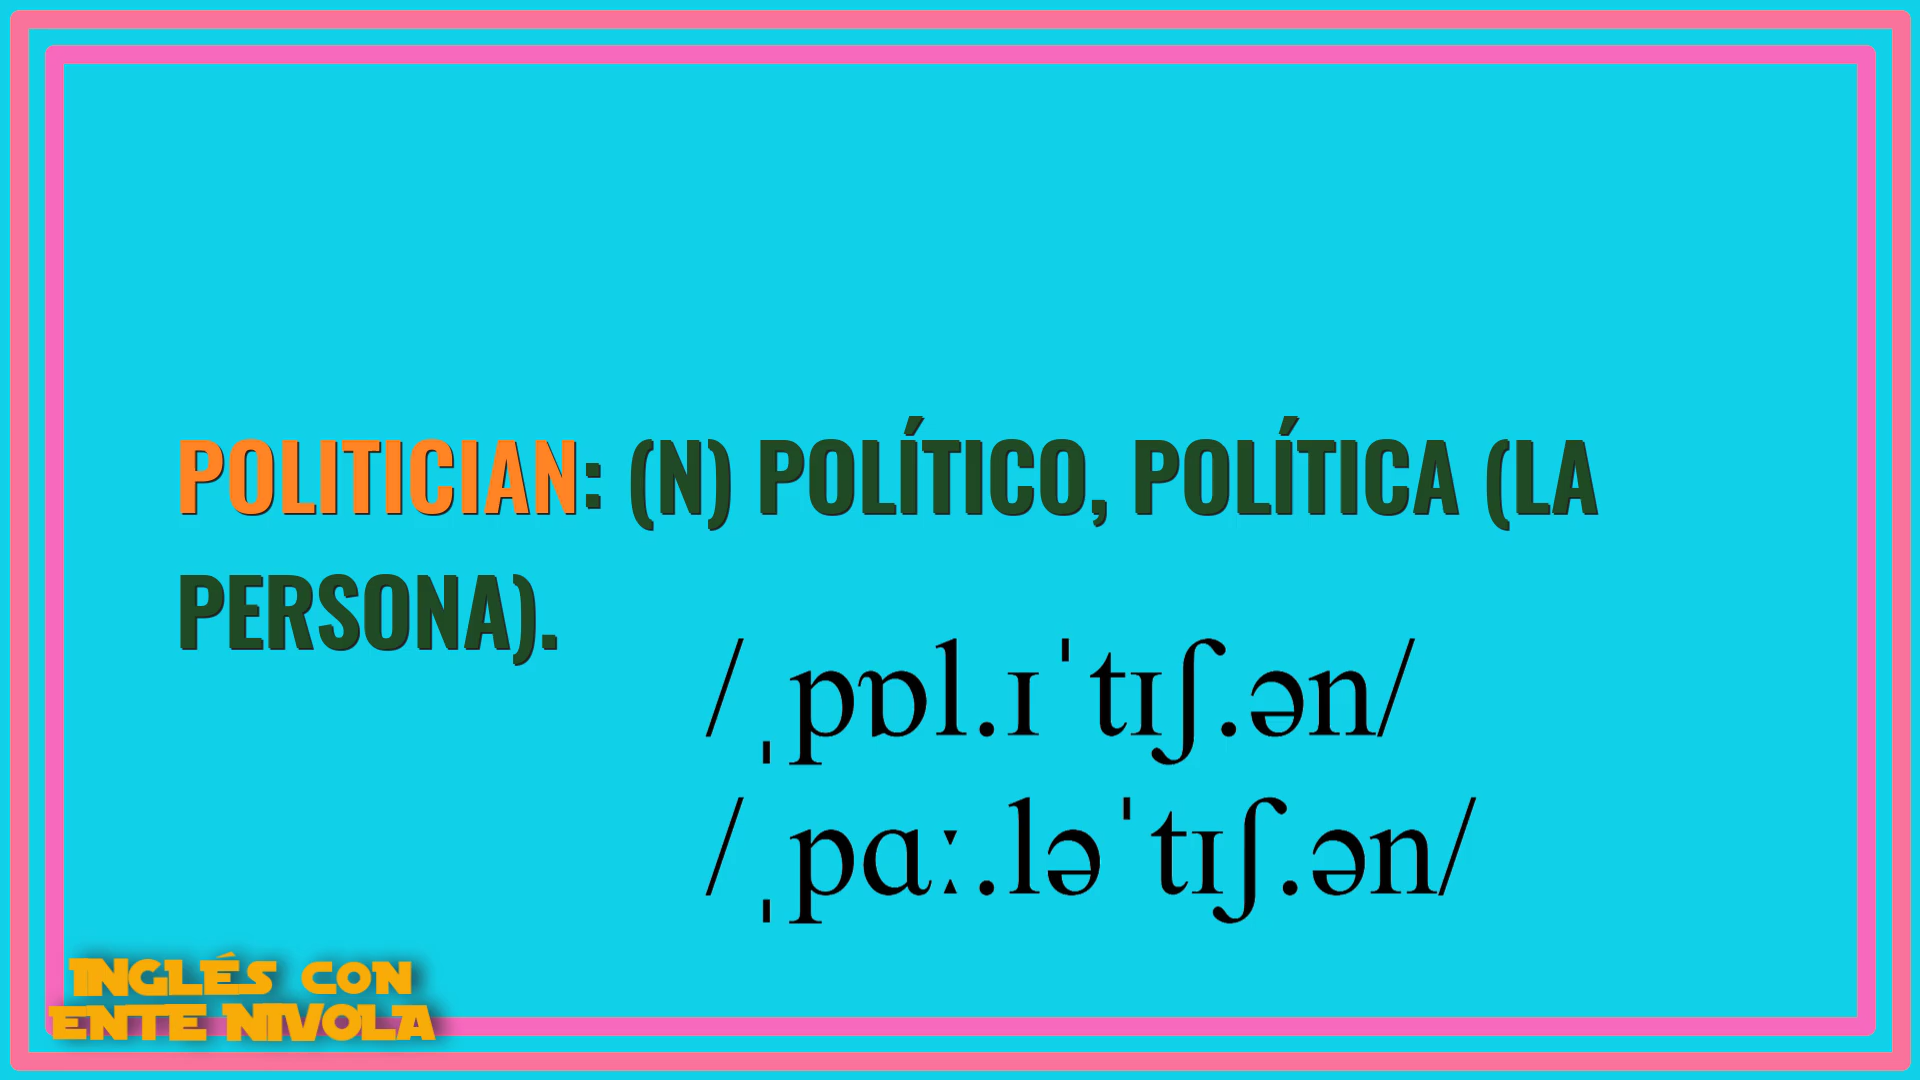 POLITICIAN: (N) POLÍTICO, POLÍTICA (LA
PERSONA).
/ˌpɒl.ɪˈtɪʃ.ən/
/ˌpɑː.ləˈtɪʃ.ən/
INGLÉS CON
ENTE NIVOLA